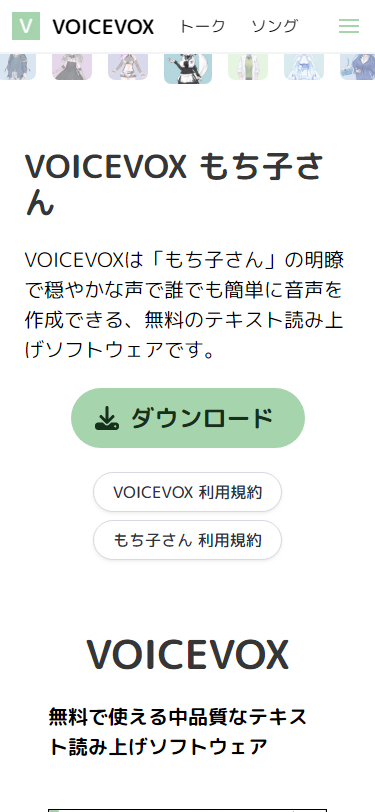 V VOICEVOX トーク ソング
VOICEVOX もち子さ
ん
VOICEVOXは「もち子さん」の明瞭
で穏やかな声で誰でも簡単に音声を
作成できる、無料のテキスト読み上
げソフトウェアです。
ダウンロード
VOICEVOX 利用規約
もち子さん 利用規約
VOICEVOX
無料で使える中品質なテキス
ト読み上げソフトウェア